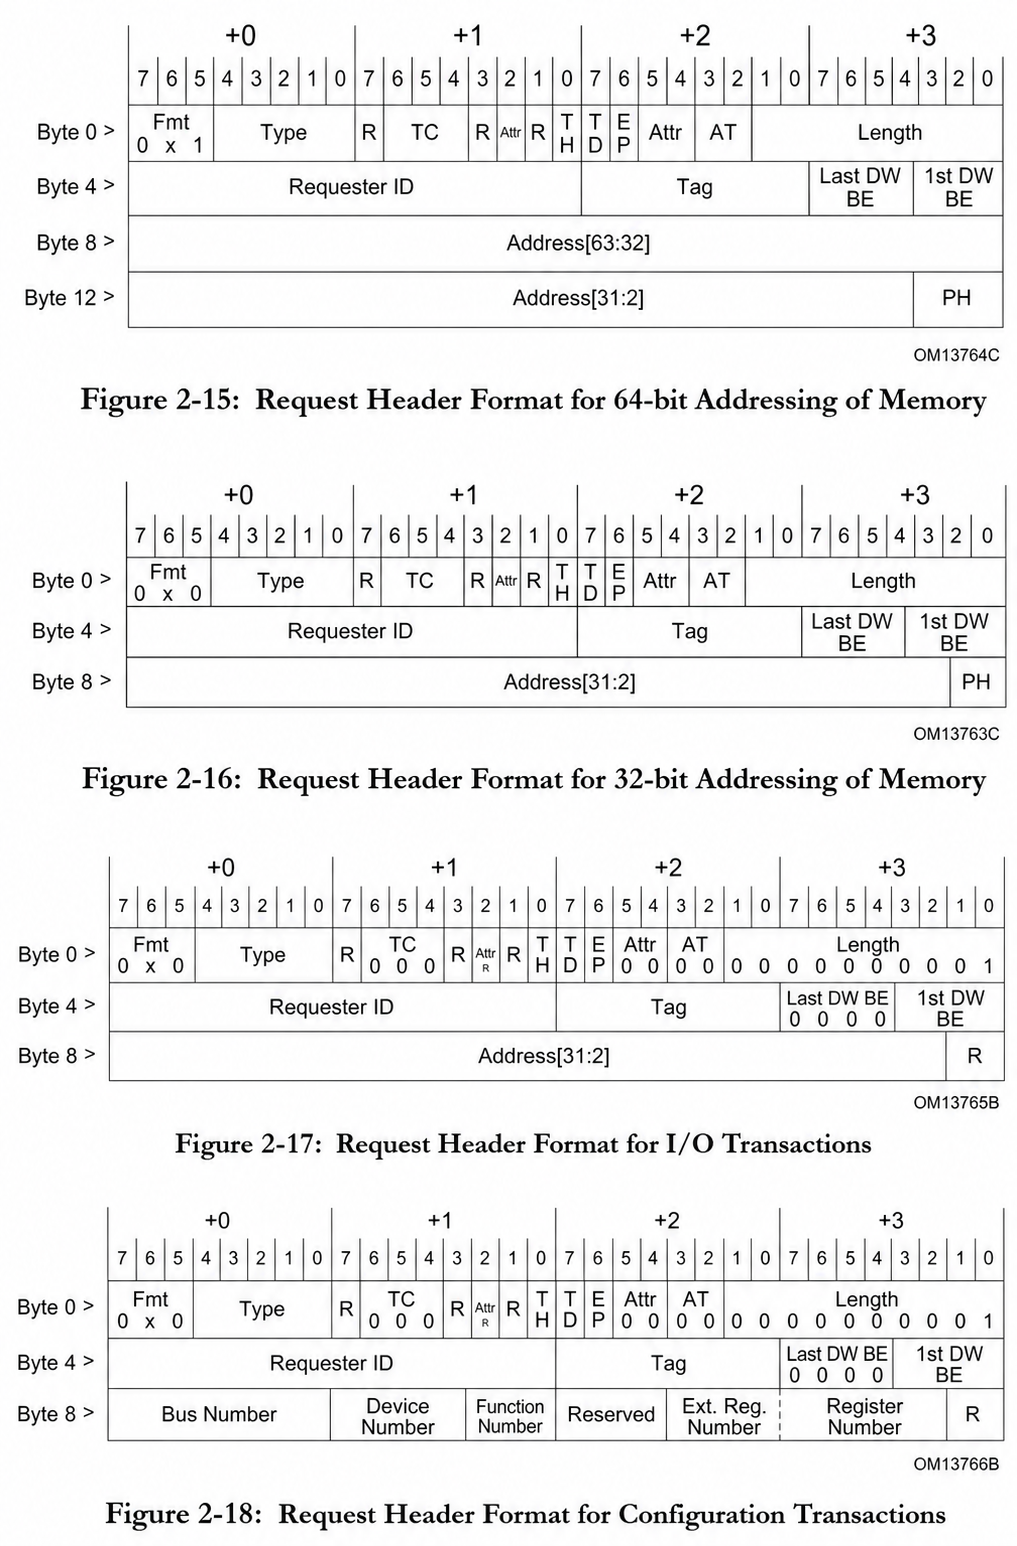 +0 +1 +2 +3
7 6 5 4 3 2 1 0 7 6 5 4 3 2 1 0 7 6 5 4 3 2 1 0 7 6 5 4 3 2 0
Byte 0 > Fmt Type R TC R Attr R T T E Attr AT Length
0 x 1 H D P
Byte 4 > Requester ID Tag Last DW 1st DW
BE BE
Byte 8 > Address[63:32]
Byte 12 > Address[31:2] PH
OM13764C
Figure 2-15: Request Header Format for 64-bit Addressing of Memory
+0 +1 +2 +3
7 6 5 4 3 2 1 0 7 6 5 4 3 2 1 0 7 6 5 4 3 2 1 0 7 6 5 4 3 2 0
Byte 0 > Fmt Type R TC R Attr R T T E Attr AT Length
0 x 0 H D P
Byte 4 > Requester ID Tag Last DW 1st DW
BE BE
Byte 8 > Address[31:2] PH
OM13763C
Figure 2-16: Request Header Format for 32-bit Addressing of Memory
+0 +1 +2 +3
7 6 5 4 3 2 1 0 7 6 5 4 3 2 1 0 7 6 5 4 3 2 1 0 7 6 5 4 3 2 1 0
Byte 0 > Fmt Type R TC R Attr R T T E Attr AT Length
0 x 0 0 0 0 R H D P 0 0 0 0 0 0 0 0 0 0 0 0 0 1
Byte 4 > Requester ID Tag Last DW BE 1st DW
0 0 0 0 BE
Byte 8 > Address[31:2] R
OM13765B
Figure 2-17: Request Header Format for I/O Transactions
+0 +1 +2 +3
7 6 5 4 3 2 1 0 7 6 5 4 3 2 1 0 7 6 5 4 3 2 1 0 7 6 5 4 3 2 1 0
Byte 0 > Fmt Type R TC R Attr R T T E Attr AT Length
0 x 0 0 0 0 R H D P 0 0 0 0 0 0 0 0 0 0 0 0 0 1
Byte 4 > Requester ID Tag Last DW BE 1st DW
0 0 0 0 BE
Byte 8 > Bus Number Device Function Reserved Ext. Reg. Register R
Number Number Number Number
OM13766B
Figure 2-18: Request Header Format for Configuration Transactions